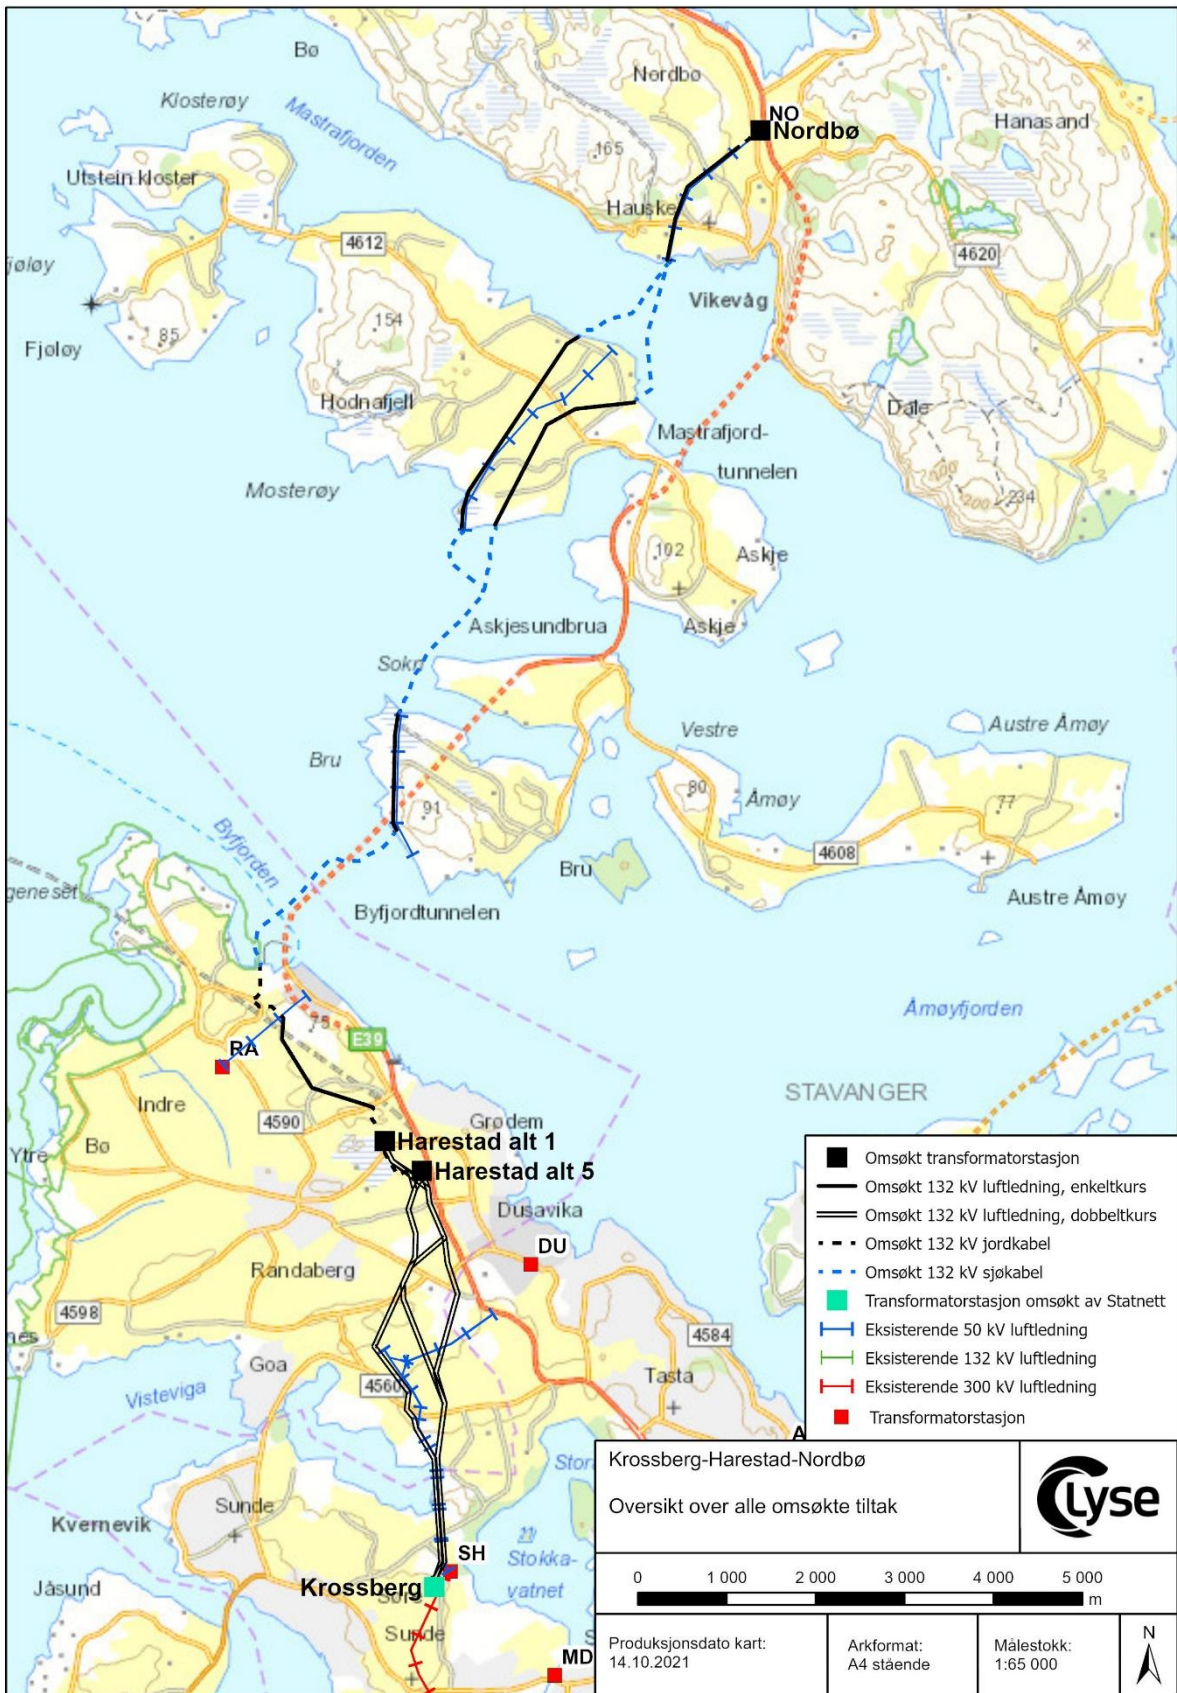 Bø
Nordbø
NO
Nordbø
Klosterøy
Mastrafjorden
165
Hanasand
Utstein kloster
Hauske
4612
4620
Vikevåg
154
85
Fjøløy
Hodnafjell
Dale
Mastrafjord-
tunnelen
Mosterøy
100
200
234
102
Askje
Askjesundbrua
Askje
Sokn
Vestre
Austre Åmøy
Bru
80
Åmøy
77
91
4608
Byfjorden
Bru
Austre Åmøy
Byfjordtunnelen
geneset
Åmøyfjorden
75
E39
RA
STAVANGER
Indre
4590
Grødem
Bø
Ytre
Harestad alt 1
Harestad alt 5
Dusavika
DU
Randaberg
4598
nes
4584
Goa
4560
Tasta
Visteviga
A
Stor
Sunde
Kvernevik
SH
Stokka-
vatnet
Jåsund
Krossberg
Sunde
MD
Omsøkt transformatorstasjon
Omsøkt 132 kV luftledning, enkeltkurs
Omsøkt 132 kV luftledning, dobbeltkurs
Omsøkt 132 kV jordkabel
Omsøkt 132 kV sjøkabel
Transformatorstasjon omsøkt av Statnett
Eksisterende 50 kV luftledning
Eksisterende 132 kV luftledning
Eksisterende 300 kV luftledning
Transformatorstasjon
Krossberg-Harestad-Nordbø
Oversikt over alle omsøkte tiltak
Lyse
0 1 000 2 000 3 000 4 000 5 000
m
Produksjonsdato kart:
14.10.2021
Arkformat:
A4 stående
Målestokk:
1:65 000
N